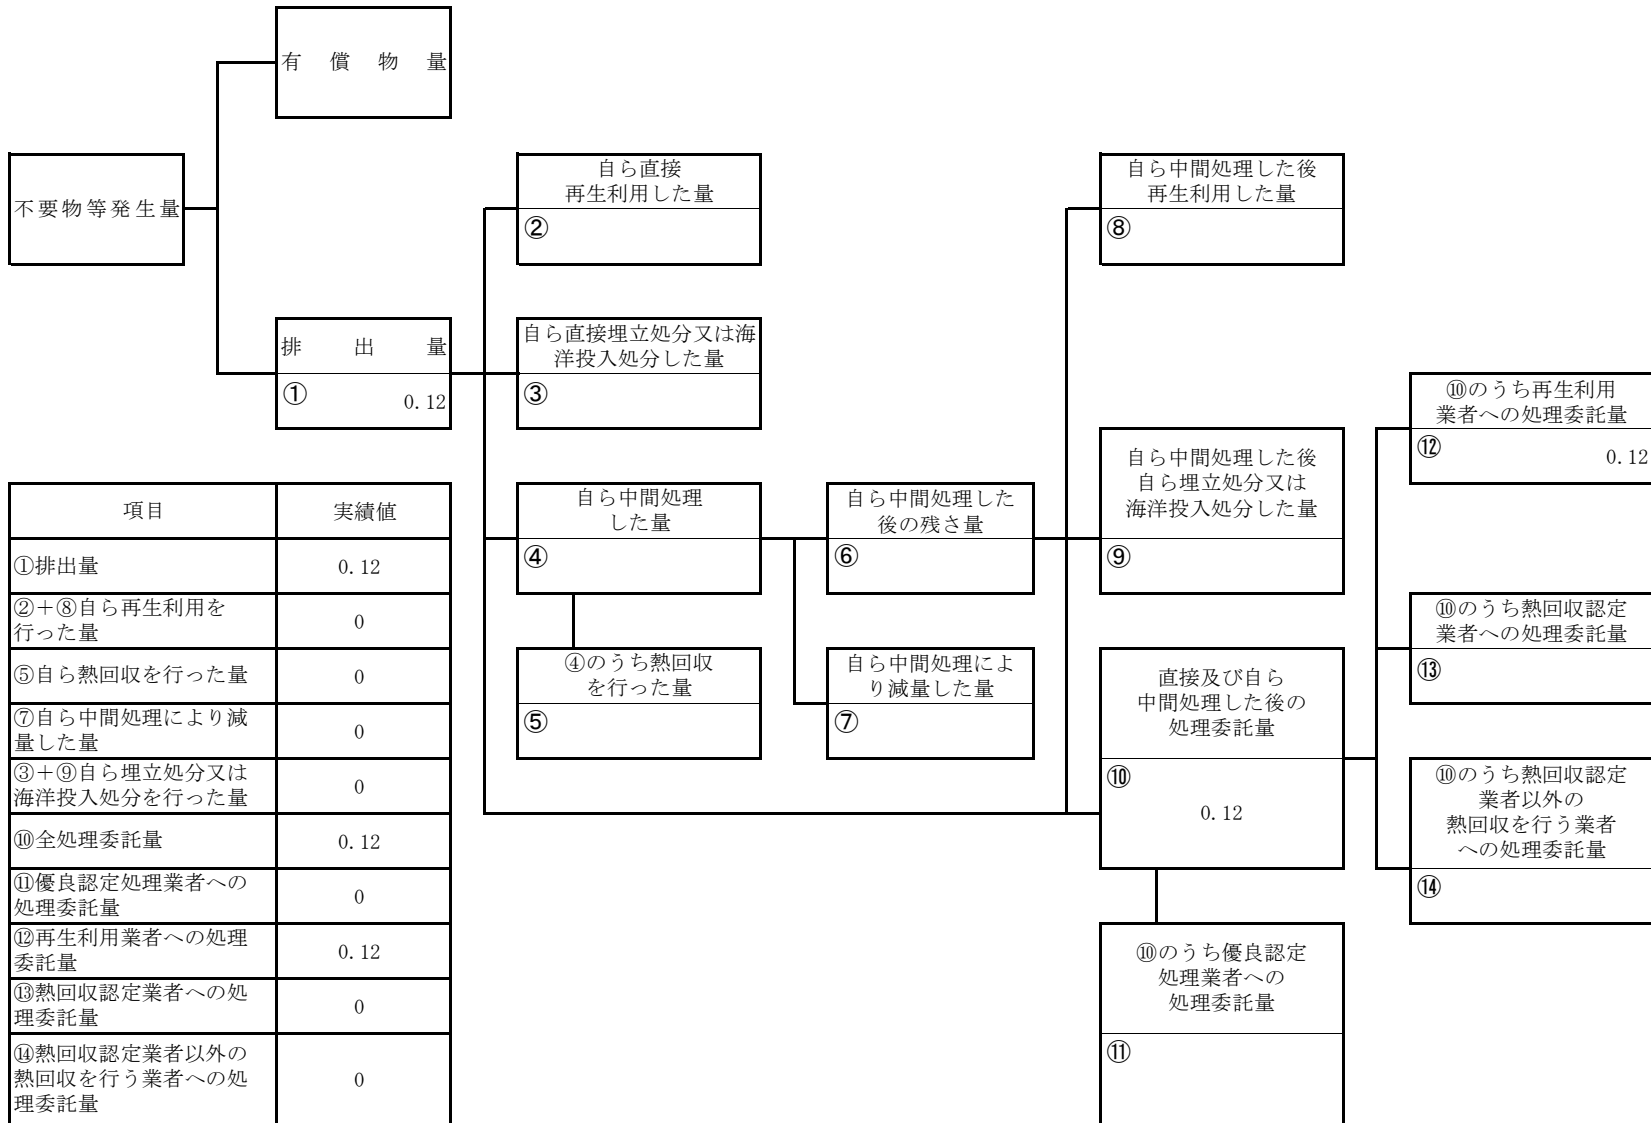 有償物量
不要物等発生量
排出量
①
0.12
自ら直接
再生利用した量
②
自ら直接埋立処分又は海
洋投入処分した量
③
自ら中間処理
した量
④
④のうち熱回収
を行った量
⑤
自ら中間処理した
後の残さ量
⑥
自ら中間処理によ
り減量した量
⑦
自ら中間処理した後
再生利用した量
⑧
自ら中間処理した後
自ら埋立処分又は
海洋投入処分した量
⑨
直接及び自ら
中間処理した後の
処理委託量
⑩
0.12
⑩のうち優良認定
処理業者への
処理委託量
⑪
⑩のうち再生利用
業者への処理委託量
⑫
0.12
⑩のうち熱回収認定
業者への処理委託量
⑬
⑩のうち熱回収認定
業者以外の
熱回収を行う業者
への処理委託量
⑭
項目 実績値
①排出量 0.12
②+⑧自ら再生利用を
行った量 0
⑤自ら熱回収を行った量 0
⑦自ら中間処理により減
量した量 0
③+⑨自ら埋立処分又は
海洋投入処分を行った量 0
⑩全処理委託量 0.12
⑪優良認定処理業者への
処理委託量 0
⑫再生利用業者への処理
委託量 0.12
⑬熱回収認定業者への処
理委託量 0
⑭熱回収認定業者以外の
熱回収を行う業者への処 0
理委託量